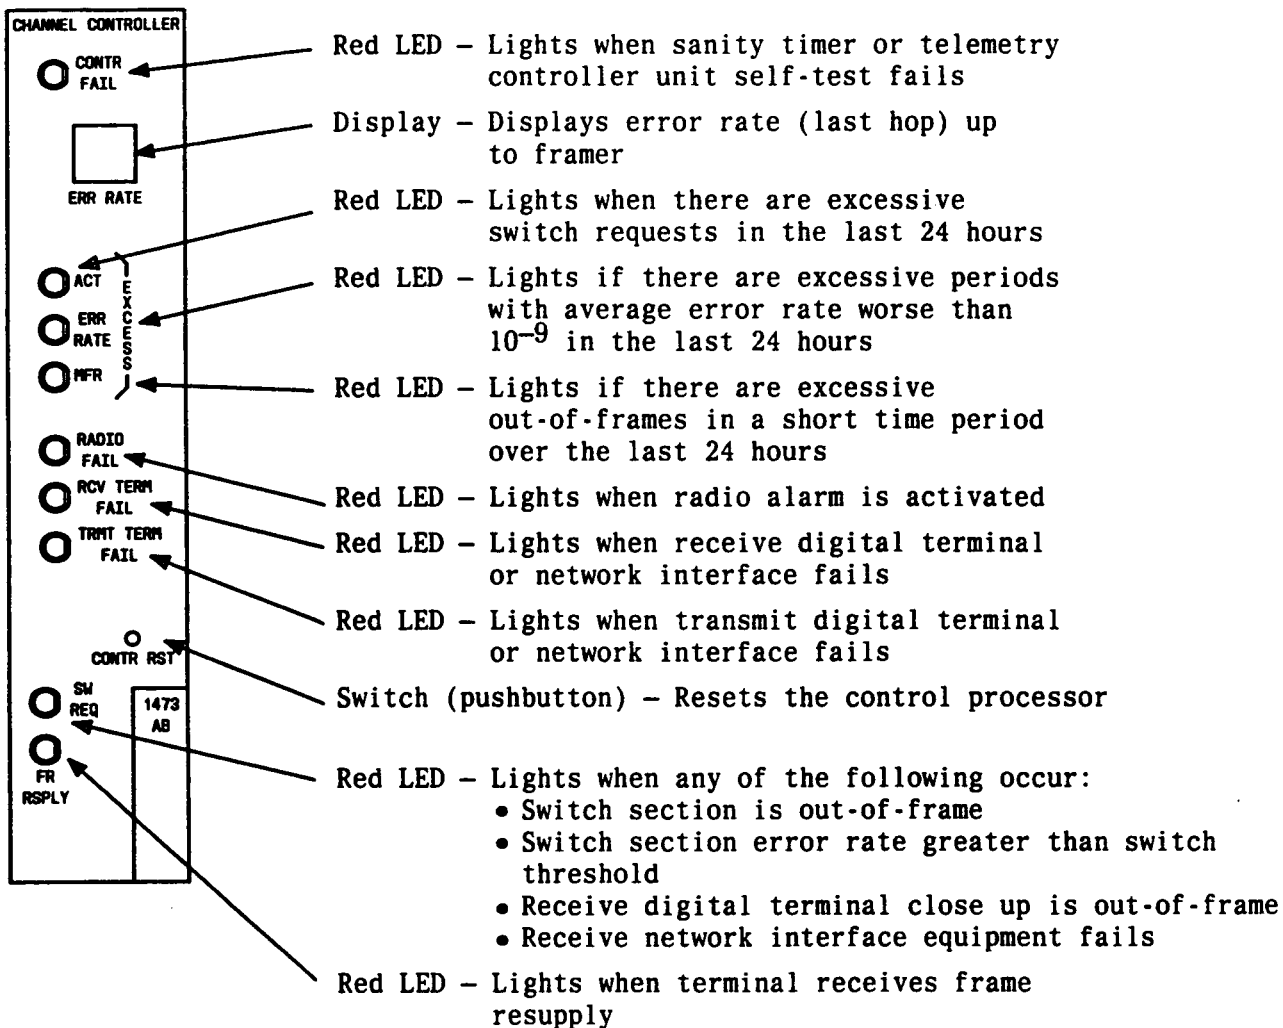 CHANNEL CONTROLLER
CONTR
FAIL
ERR RATE
ACT
ERR
RATE
MFR
EXCESS
RADIO
FAIL
RCV TERM
FAIL
TRMT TERM
FAIL
CONTR RST
SW
REQ
1473
AB
FR
RSPLY
Red LED – Lights when sanity timer or telemetry
controller unit self-test fails
Display – Displays error rate (last hop) up
to framer
Red LED – Lights when there are excessive
switch requests in the last 24 hours
Red LED – Lights if there are excessive periods
with average error rate worse than
10⁻⁹ in the last 24 hours
Red LED – Lights if there are excessive
out-of-frames in a short time period
over the last 24 hours
Red LED – Lights when radio alarm is activated
Red LED – Lights when receive digital terminal
or network interface fails
Red LED – Lights when transmit digital terminal
or network interface fails
Switch (pushbutton) – Resets the control processor
Red LED – Lights when any of the following occur:
• Switch section is out-of-frame
• Switch section error rate greater than switch
threshold
• Receive digital terminal close up is out-of-frame
• Receive network interface equipment fails
Red LED – Lights when terminal receives frame
resupply